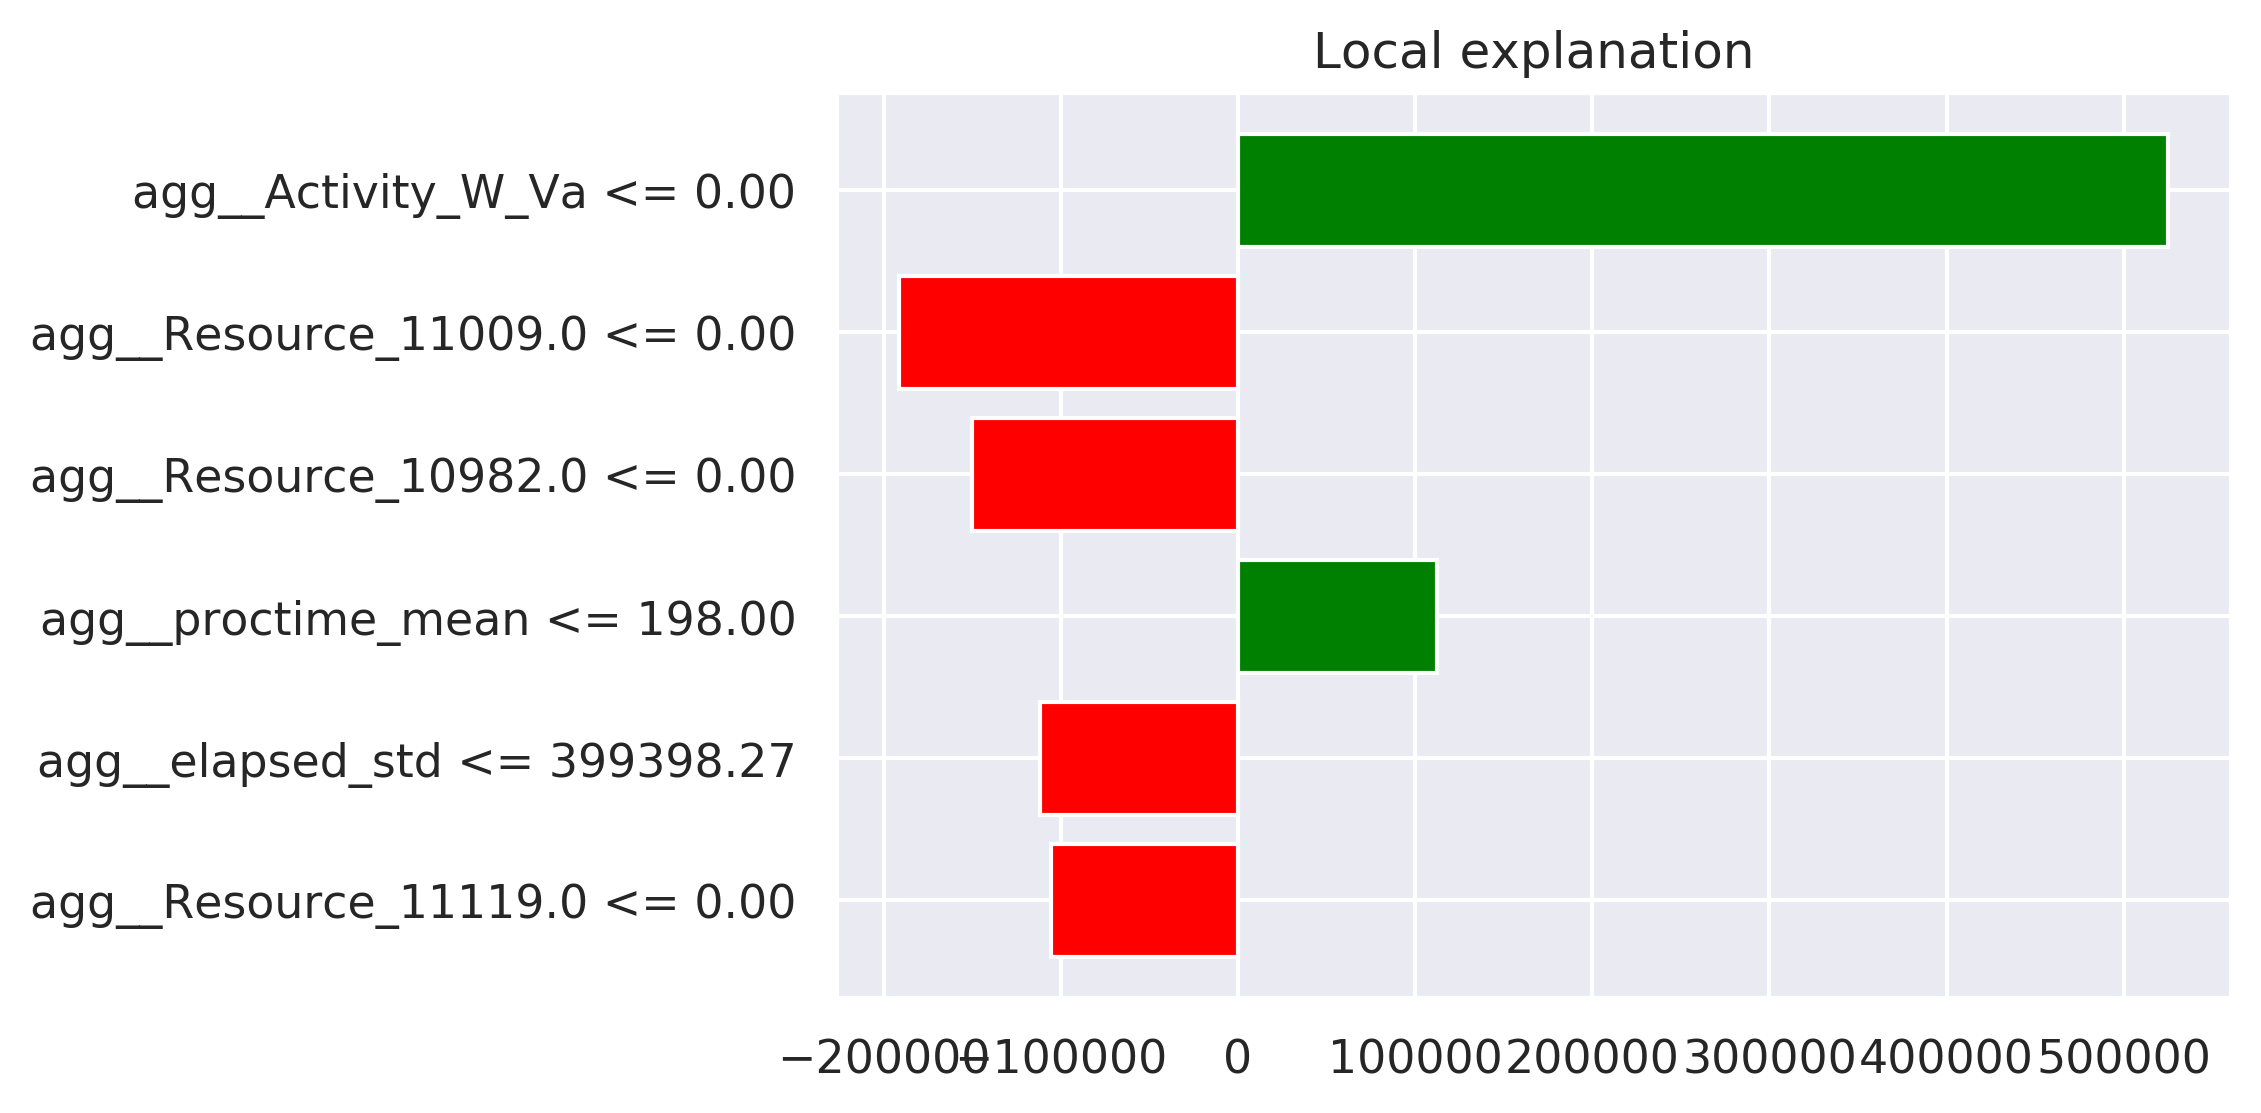 Local explanation
agg__Activity_W_Va <= 0.00
agg__Resource_11009.0 <= 0.00
agg__Resource_10982.0 <= 0.00
agg__proctime_mean <= 198.00
agg__elapsed_std <= 399398.27
agg__Resource_11119.0 <= 0.00
−200000 −100000 0 100000 200000 300000 400000 500000